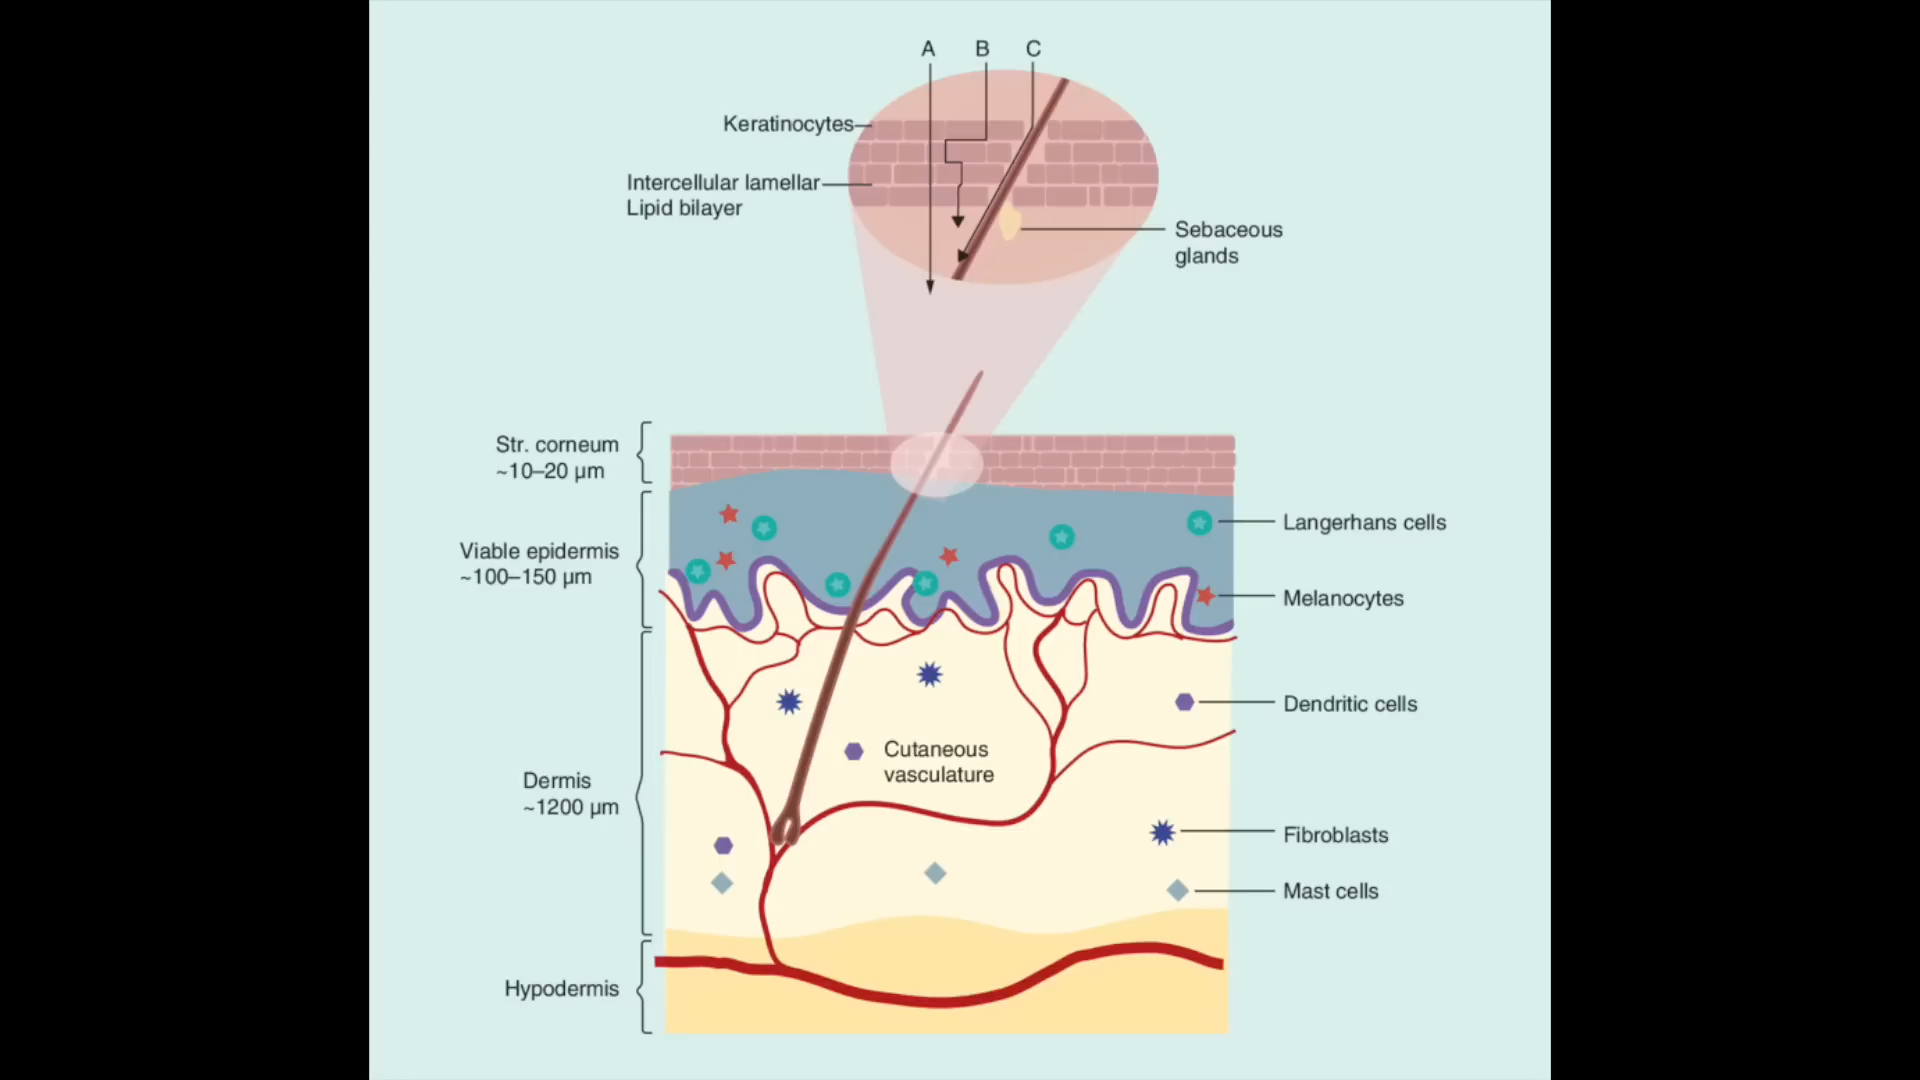 A
B
C
Keratinocytes
Intercellular lamellar
Lipid bilayer
Sebaceous
glands
Str. corneum
~10–20 µm
Viable epidermis
~100–150 µm
Langerhans cells
Melanocytes
Dendritic cells
Cutaneous
vasculature
Dermis
~1200 µm
Fibroblasts
Mast cells
Hypodermis